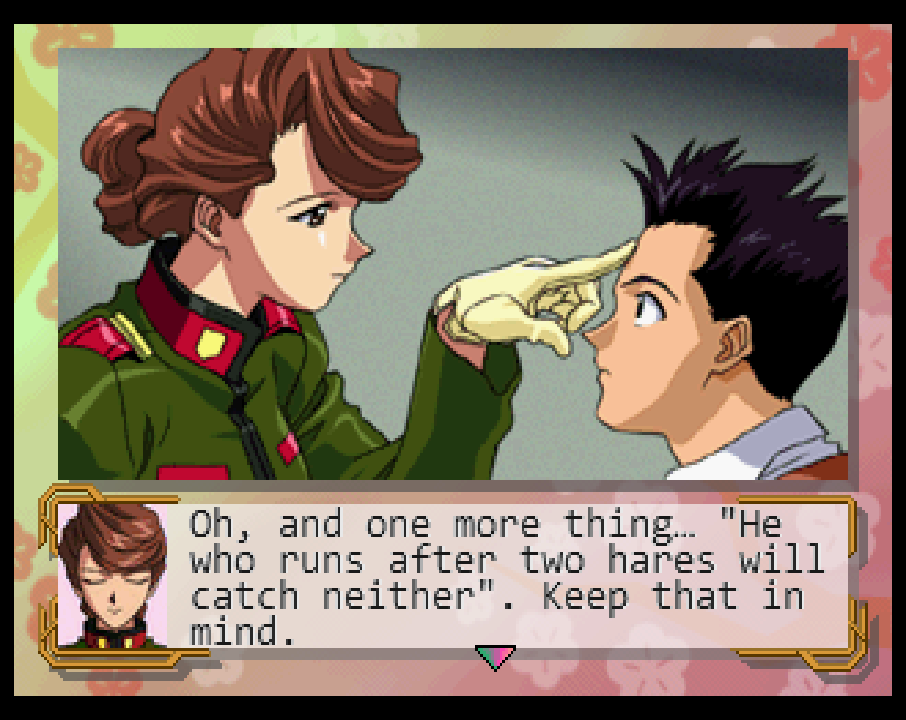 Oh, and one more thing… "He
who runs after two hares will
catch neither". Keep that in
mind.